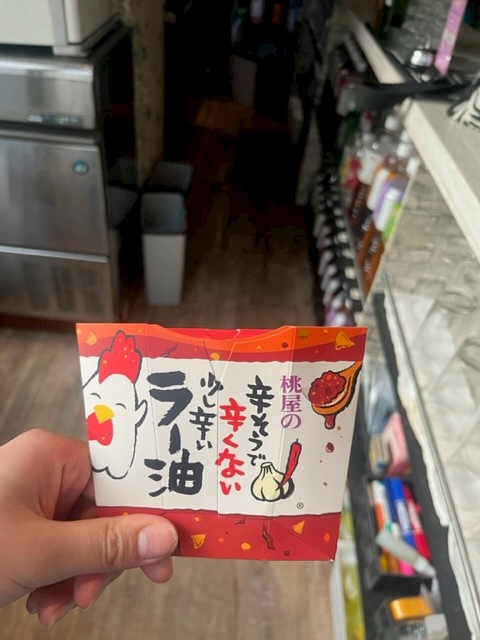 桃屋の
辛そうで
辛くない
少し辛い
ラー油
®